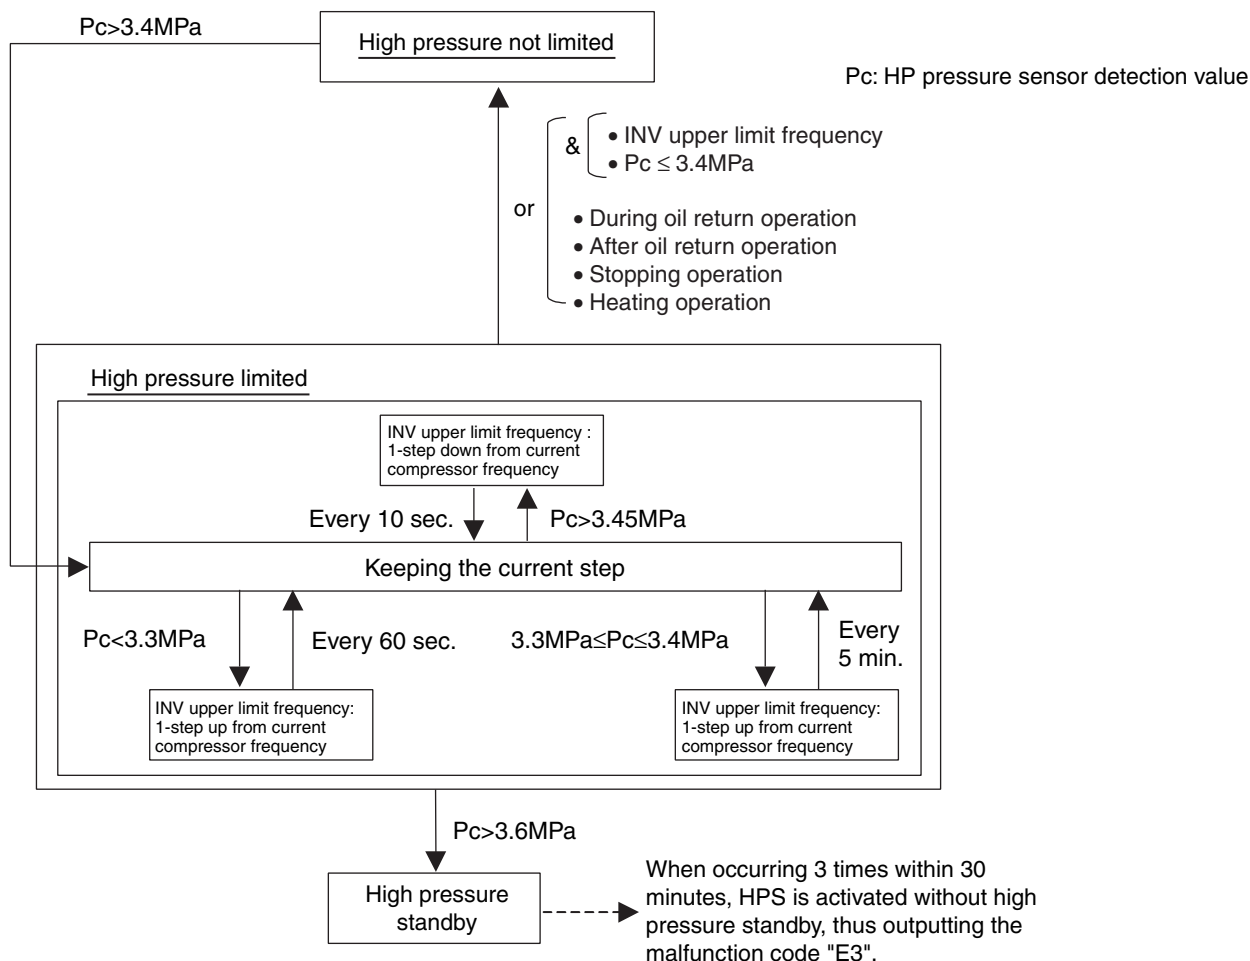 Pc>3.4MPa
High pressure not limited
Pc: HP pressure sensor detection value
&
• INV upper limit frequency
• Pc ≤ 3.4MPa
or
• During oil return operation
• After oil return operation
• Stopping operation
• Heating operation
High pressure limited
INV upper limit frequency :
1-step down from current
compressor frequency
Every 10 sec.
Pc>3.45MPa
Keeping the current step
Pc<3.3MPa
Every 60 sec.
3.3MPa≤Pc≤3.4MPa
Every
5 min.
INV upper limit frequency:
1-step up from current
compressor frequency
INV upper limit frequency:
1-step up from current
compressor frequency
Pc>3.6MPa
High pressure
standby
When occurring 3 times within 30
minutes, HPS is activated without high
pressure standby, thus outputting the
malfunction code "E3".